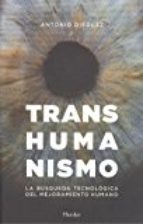 ANTONIO DIÉGUEZ
TRANS
HUMA
NISMO
LA BÚSQUEDA TECNOLÓGICA
DEL MEJORAMIENTO HUMANO
Herder